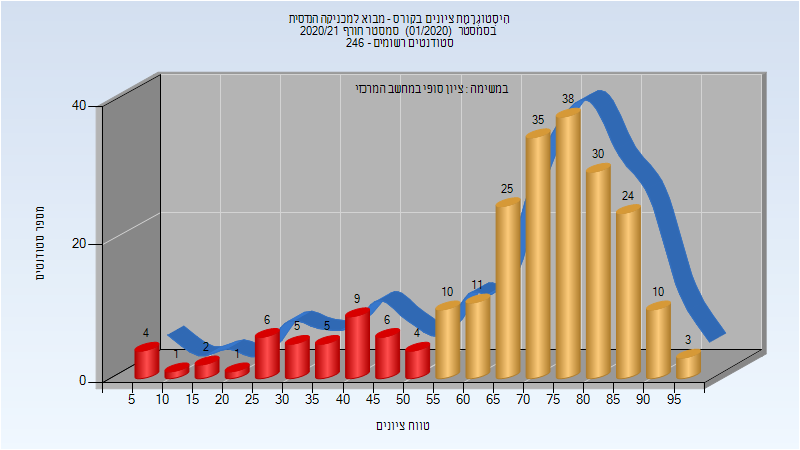 היסטוגרמת ציונים בקורס - מבוא למכניקה הנדסית
בסמסטר (01/2020) סמסטר חורף 2020/21
סטודנטים רשומים - 246
במשימה : ציון סופי במחשב המרכזי
מספר סטודנטים
40
20
0
4 1 2 1 6 5 5 9 6 4 10 11 25 35 38 30 24 10 3
5 10 15 20 25 30 35 40 45 50 55 60 65 70 75 80 85 90 95
טווח ציונים